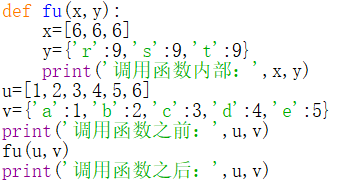 def fu(x,y):
    x=[6,6,6]
    y={'r':9,'s':9,'t':9}
    print('调用函数内部：',x,y)
u=[1,2,3,4,5,6]
v={'a':1,'b':2,'c':3,'d':4,'e':5}
print('调用函数之前：',u,v)
fu(u,v)
print('调用函数之后：',u,v)